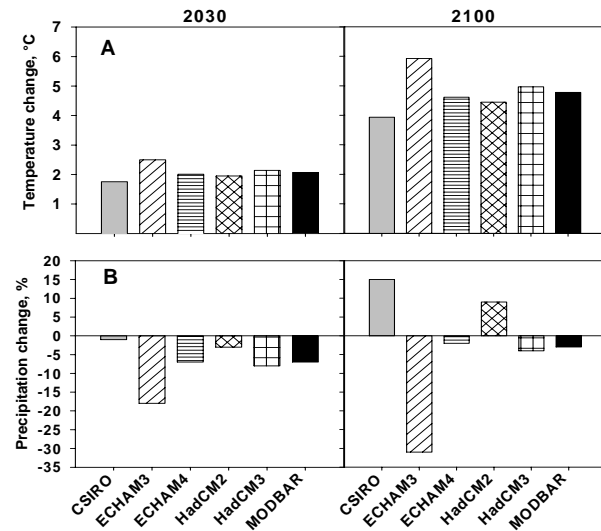 2030 2100
A
Temperature change, °C
7
6
5
4
3
2
1
B
Precipitation change, %
20
15
10
5
0
-5
-10
-15
-20
-25
-30
-35
CSIRO
ECHAM3
ECHAM4
HadCM2
HadCM3
MODBAR
CSIRO
ECHAM3
ECHAM4
HadCM2
HadCM3
MODBAR